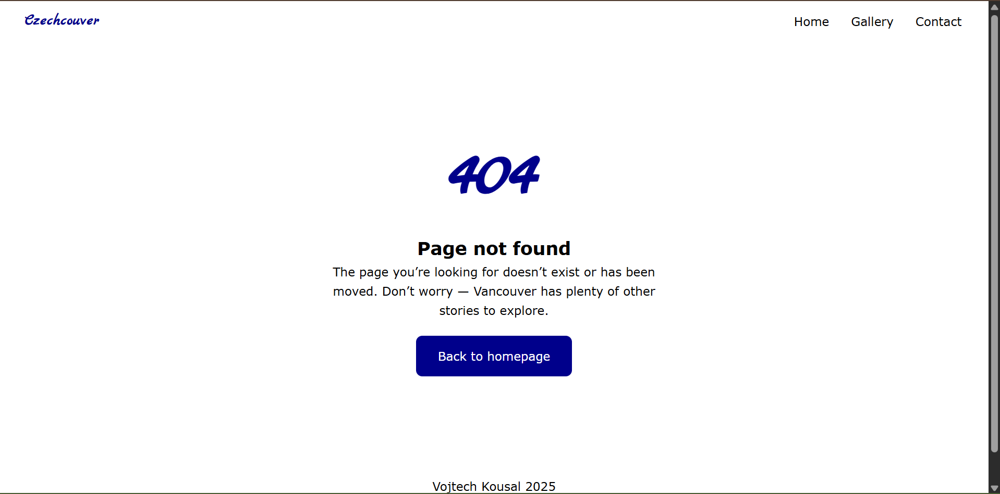 Czechcouver
Home Gallery Contact
404
Page not found
The page you’re looking for doesn’t exist or has been
moved. Don’t worry — Vancouver has plenty of other
stories to explore.
Back to homepage
Vojtech Kousal 2025